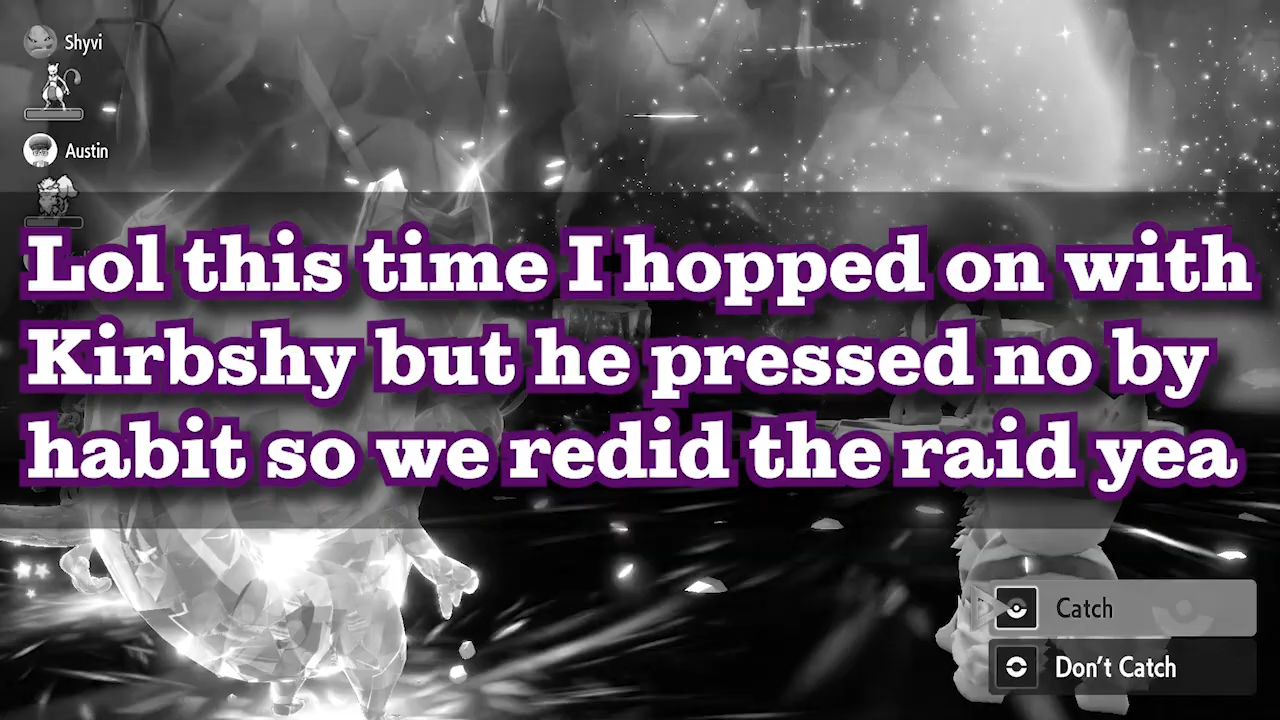 Shyvi
Austin
Lol this time I hopped on with
Kirbshy but he pressed no by
habit so we redid the raid yea
Catch
Don't Catch